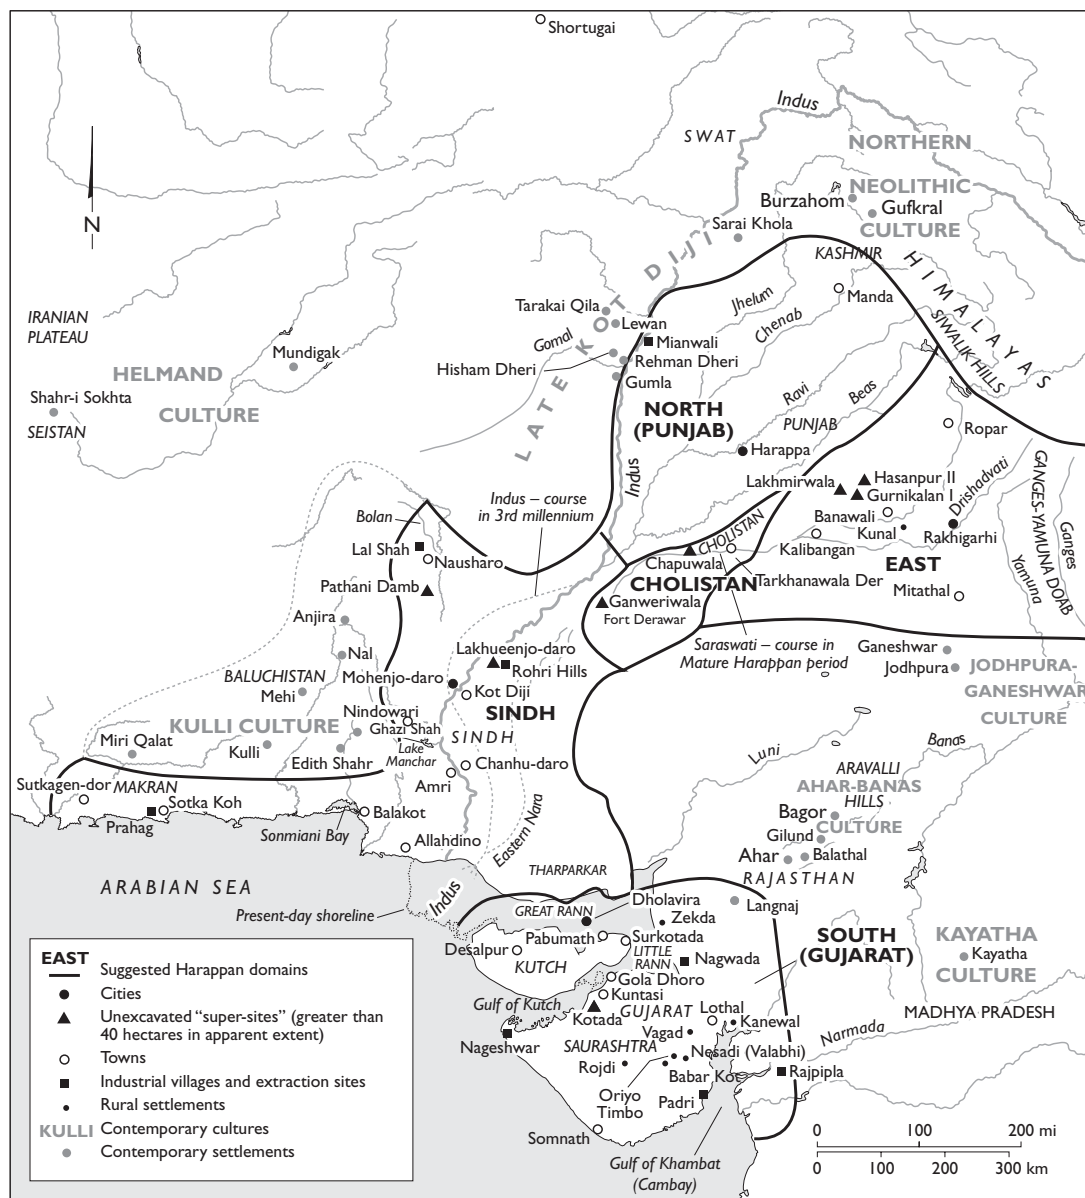 Shortugai
Indus
SWAT
NORTHERN
NEOLITHIC
CULTURE
Burzahom
Gufkral
N
Sarai Khola
KASHMIR
HIMALAYAS
SIWALIK HILLS
LATE KOT DIJI
IRANIAN
PLATEAU
Tarakai Qila
Lewan
Jhelum
Chenab
Manda
Gomal
Mianwali
Mundigak
Hisham Dheri
Rehman Dheri
Gumla
HELMAND
CULTURE
Shahr-i Sokhta
SEISTAN
NORTH
(PUNJAB)
Ravi
Beas
PUNJAB
Ropar
Harappa
Indus
Indus – course
in 3rd millennium
Lakhmirwala
Hasanpur II
Gurnikalan I
Drishadvati
GANGES-YAMUNA DOAB
Ganges
Yamuna
Banawali
Kunal
Rakhigarhi
Bolan
Lal Shah
Nausharo
CHOLISTAN
Chapuwala
Kalibangan
EAST
CHOLISTAN
Tarkhanawala Der
Mitathal
Pathani Damb
Ganweriwala
Fort Derawar
Anjira
Saraswati – course in
Mature Harappan period
Ganeshwar
Jodhpura
JODHPURA-
GANESHWAR
CULTURE
Nal
Lakhueenjo-daro
Rohri Hills
BALUCHISTAN
Mehi
Mohenjo-daro
Kot Diji
SINDH
KULLI CULTURE
Nindowari
Ghazi Shah
SINDH
Miri Qalat
Kulli
Edith Shahr
Lake
Manchar
Chanhu-daro
Amri
Luni
Banas
ARAVALLI
HILLS
AHAR-BANAS
CULTURE
Bagor
Gilund
Ahar
Balathal
RAJASTHAN
Sutkagen-dor
MAKRAN
Sotka Koh
Prahag
Sonmiani Bay
Balakot
Allahdino
Eastern Nara
THARPARKAR
ARABIAN SEA
Present-day shoreline
Indus
GREAT RANN
Dholavira
Zekda
Langnaj
Desalpur
Pabumath
Surkotada
KUTCH
LITTLE
RANN
Nagwada
SOUTH
(GUJARAT)
KAYATHA
Kayatha
CULTURE
Gola Dhoro
Kuntasi
Gulf of Kutch
Kotada
GUJARAT
Lothal
Kanewal
MADHYA PRADESH
Narmada
Nageshwar
Vagad
SAURASHTRA
Nesadi (Valabhi)
Rojdi
Babar Kot
Rajpipla
Oriyo
Timbo
Padri
Somnath
Gulf of Khambat
(Cambay)
EAST
Suggested Harappan domains
Cities
Unexcavated “super-sites” (greater than
40 hectares in apparent extent)
Towns
Industrial villages and extraction sites
Rural settlements
KULLI Contemporary cultures
Contemporary settlements
0 100 200 mi
0 100 200 300 km